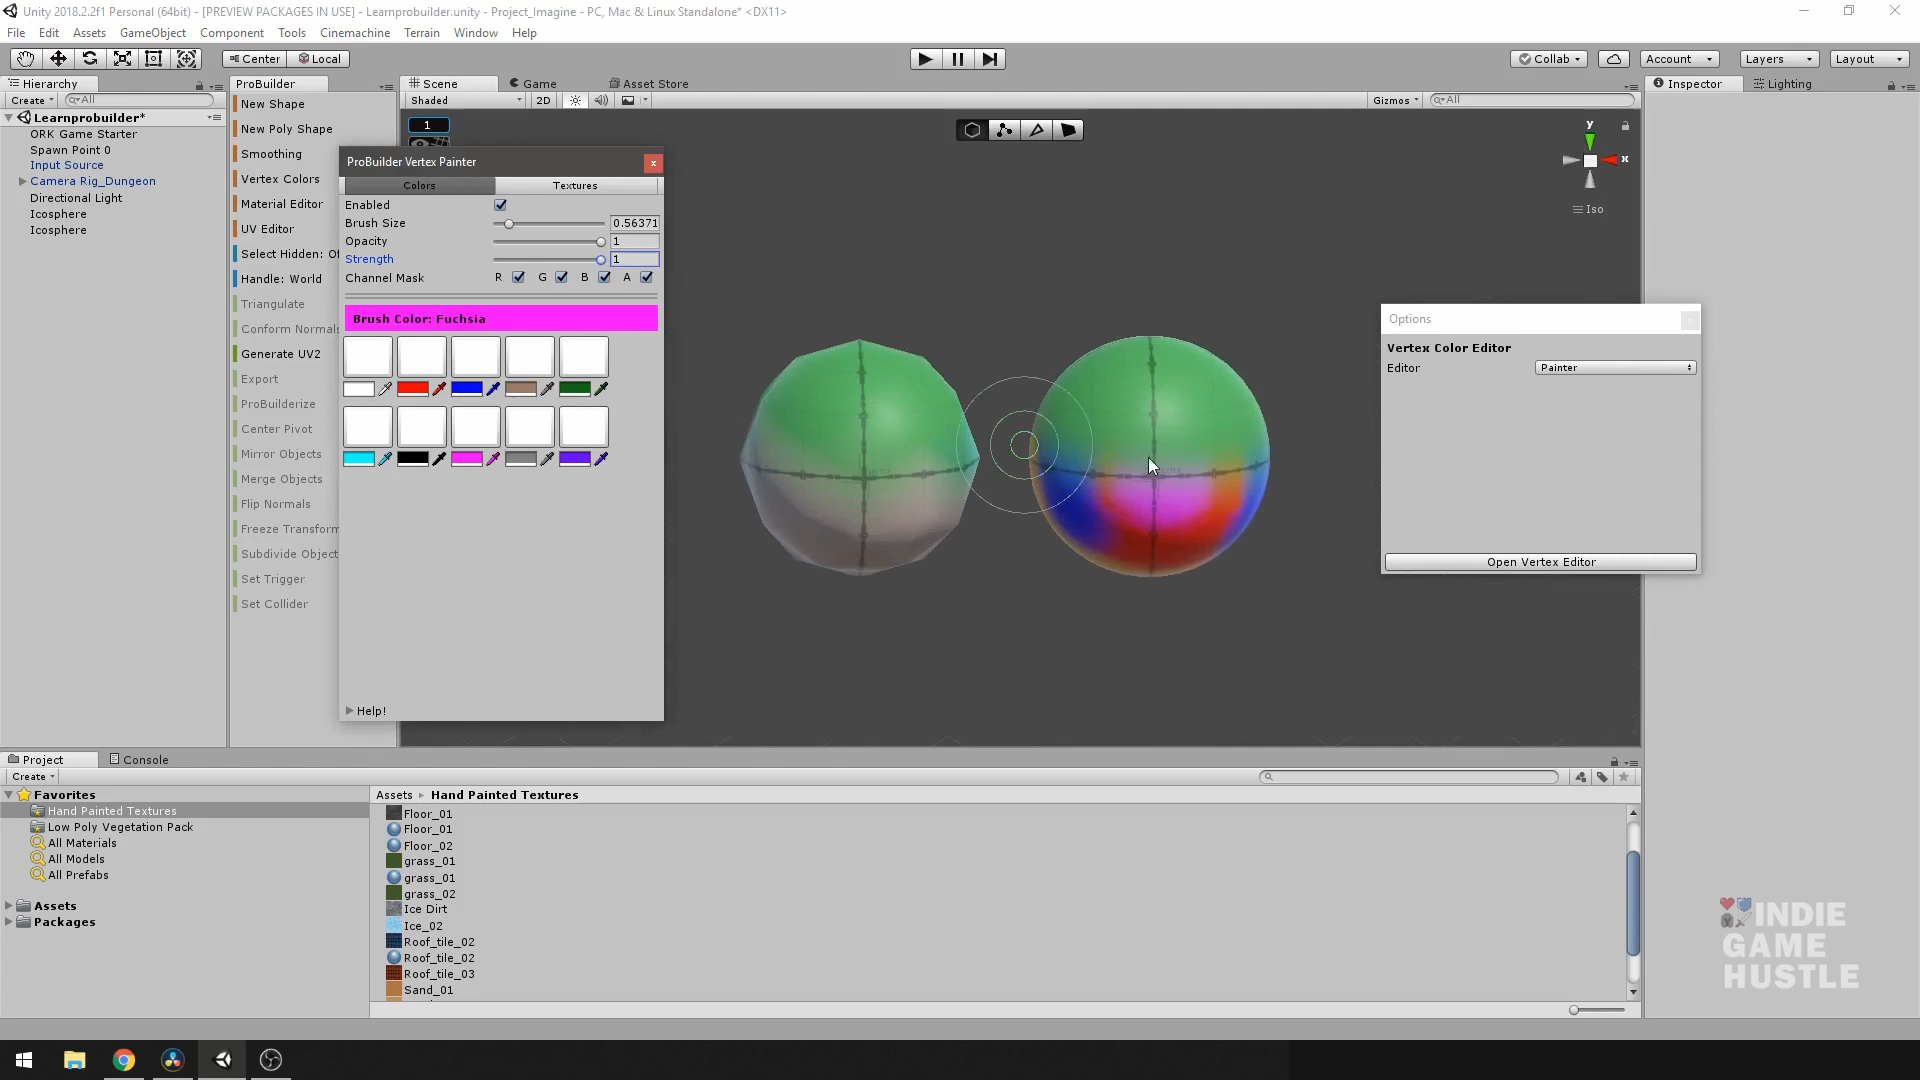 Unity 2018.2.2f1 Personal (64bit) - [PREVIEW PACKAGES IN USE] - Learnprobuilder.unity - Project_Imagine - PC, Mac & Linux Standalone* <DX11>
File Edit Assets GameObject Component Tools Cinemachine Terrain Window Help
Center Local Collab Account Layers Layout
Hierarchy
Create All
Learnprobuilder*
ORK Game Starter
Spawn Point 0
Input Source
Camera Rig_Dungeon
Directional Light
Icosphere
Icosphere
ProBuilder
New Shape
New Poly Shape
Smoothing
Vertex Colors
Material Editor
UV Editor
Select Hidden: O
Handle: World
Triangulate
Conform Normals
Generate UV2
Export
ProBuilderize
Center Pivot
Mirror Objects
Merge Objects
Flip Normals
Freeze Transform
Subdivide Object
Set Trigger
Set Collider
Scene Game Asset Store
Shaded 2D Gizmos All
1
y
x
Iso
ProBuilder Vertex Painter
x
Colors Textures
Enabled
Brush Size 0.56371
Opacity 1
Strength 1
Channel Mask R G B A
Brush Color: Fuchsia
Help!
Options
Vertex Color Editor
Editor Painter
Open Vertex Editor
Inspector Lighting
Project Console
Create
Favorites
Hand Painted Textures
Low Poly Vegetation Pack
All Materials
All Models
All Prefabs
Assets
Packages
Assets Hand Painted Textures
Floor_01
Floor_01
Floor_02
grass_01
grass_01
grass_02
Ice Dirt
Ice_02
Roof_tile_02
Roof_tile_02
Roof_tile_03
Sand_01
INDIE
GAME
HUSTLE